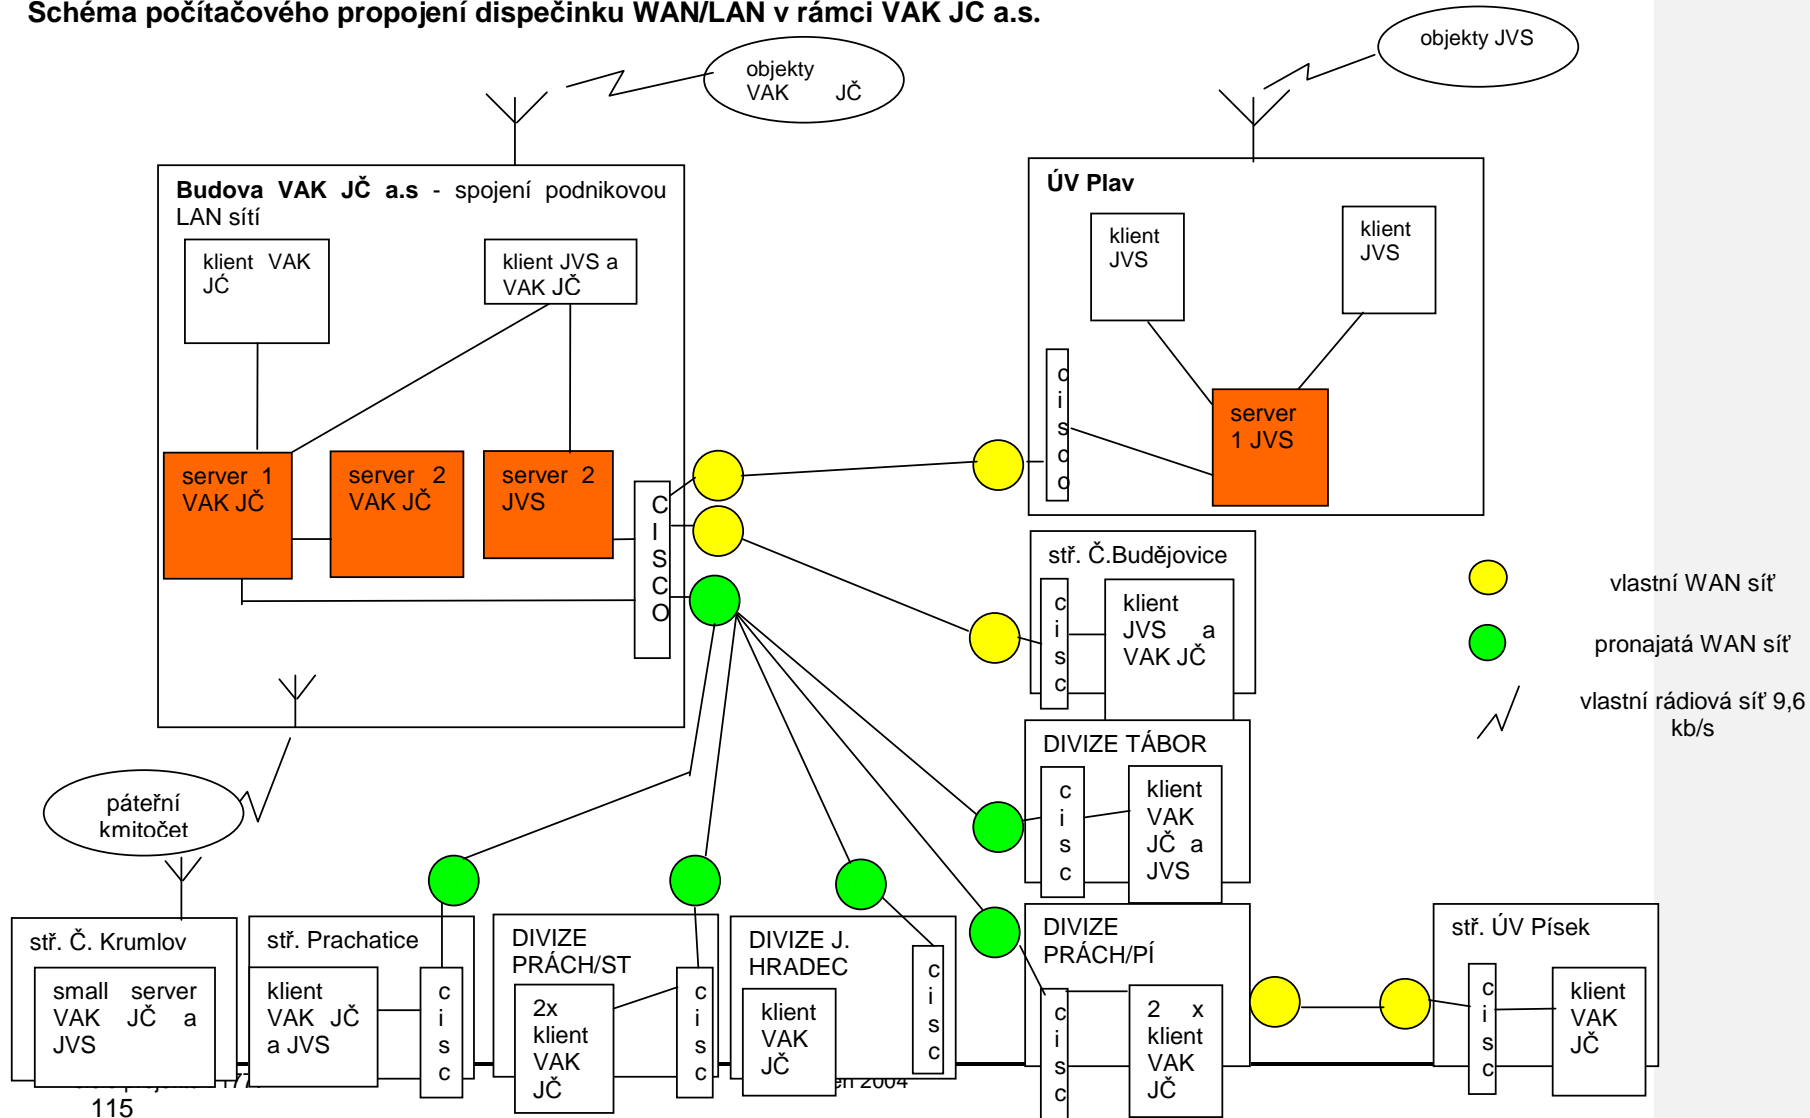 Schéma počítačového propojení dispečinku WAN/LAN v rámci VAK JČ a.s.
objekty
VAK JČ
objekty JVS
Budova VAK JČ a.s - spojení podnikovou
LAN sítí
klient VAK
JĆ
klient JVS a
VAK JČ
server 1
VAK JČ
server 2
VAK JČ
server 2
JVS
CISCO
ÚV Plav
klient
JVS
klient
JVS
cisco
server
1 JVS
stř. Č.Budějovice
cisc
klient
JVS a
VAK JČ
vlastní WAN síť
pronajatá WAN síť
vlastní rádiová síť 9,6
kb/s
DIVIZE TÁBOR
cisc
klient
VAK
JČ a
JVS
páteřní
kmitočet
stř. Č. Krumlov
small server
VAK JČ a
JVS
stř. Prachatice
klient
VAK JČ
a JVS
cisc
DIVIZE
PRÁCH/ST
2x
klient
VAK
JČ
cisc
DIVIZE J.
HRADEC
klient
VAK
JČ
cisc
DIVIZE
PRÁCH/PÍ
cisc
2 x
klient
VAK
JČ
stř. ÚV Písek
cisc
klient
VAK
JČ
2004
115